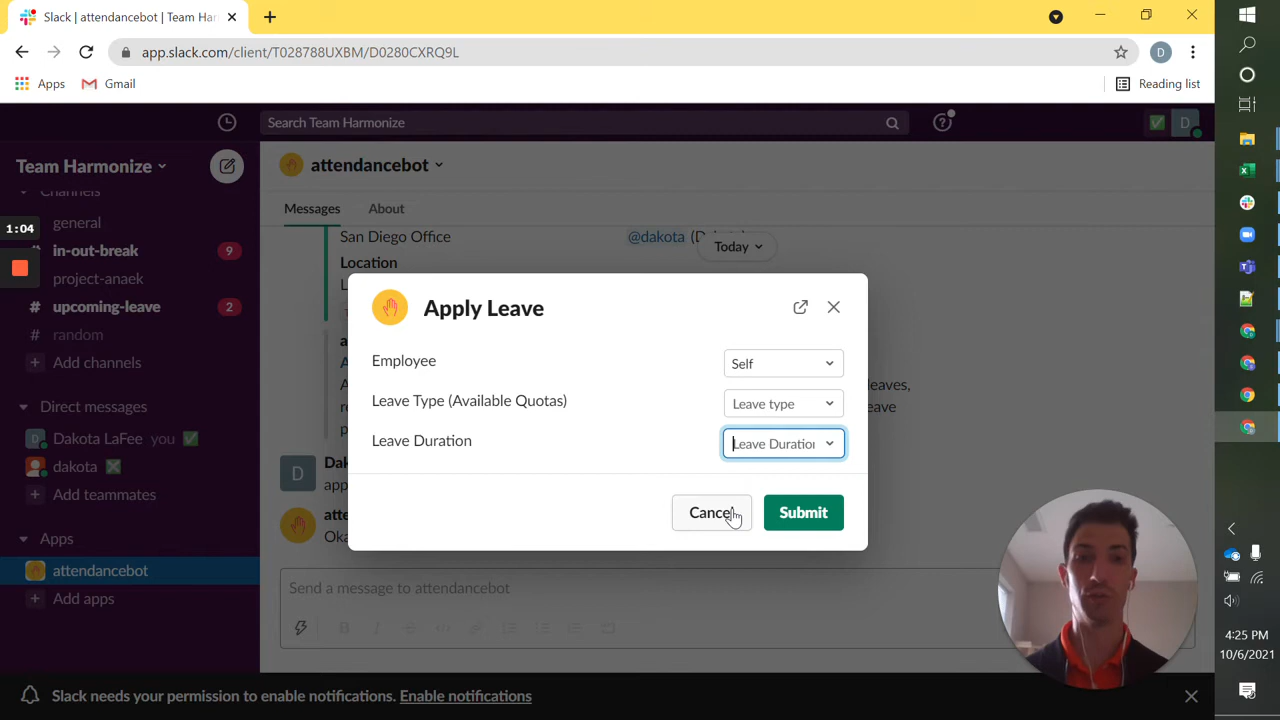 Slack | attendancebot | Team Har
app.slack.com/client/T028788UXBM/D0280CXRQ9L
D
Apps
Gmail
Reading list
Search Team Harmonize
D
Team Harmonize
attendancebot
Channels
Messages
About
1:04
general
San Diego Office
@dakota
Today
# in-out-break
9
Location
project-anaek
# upcoming-leave
2
# random
+ Add channels
Direct messages
Dakota LaFee you
dakota
+ Add teammates
Apps
attendancebot
+ Add apps
Apply Leave
Employee
Self
Leave Type (Available Quotas)
Leave type
Leave Duration
Leave Duration
Cancel
Submit
leaves,
D
Send a message to attendancebot
Slack needs your permission to enable notifications. Enable notifications
4:25 PM
10/6/2021